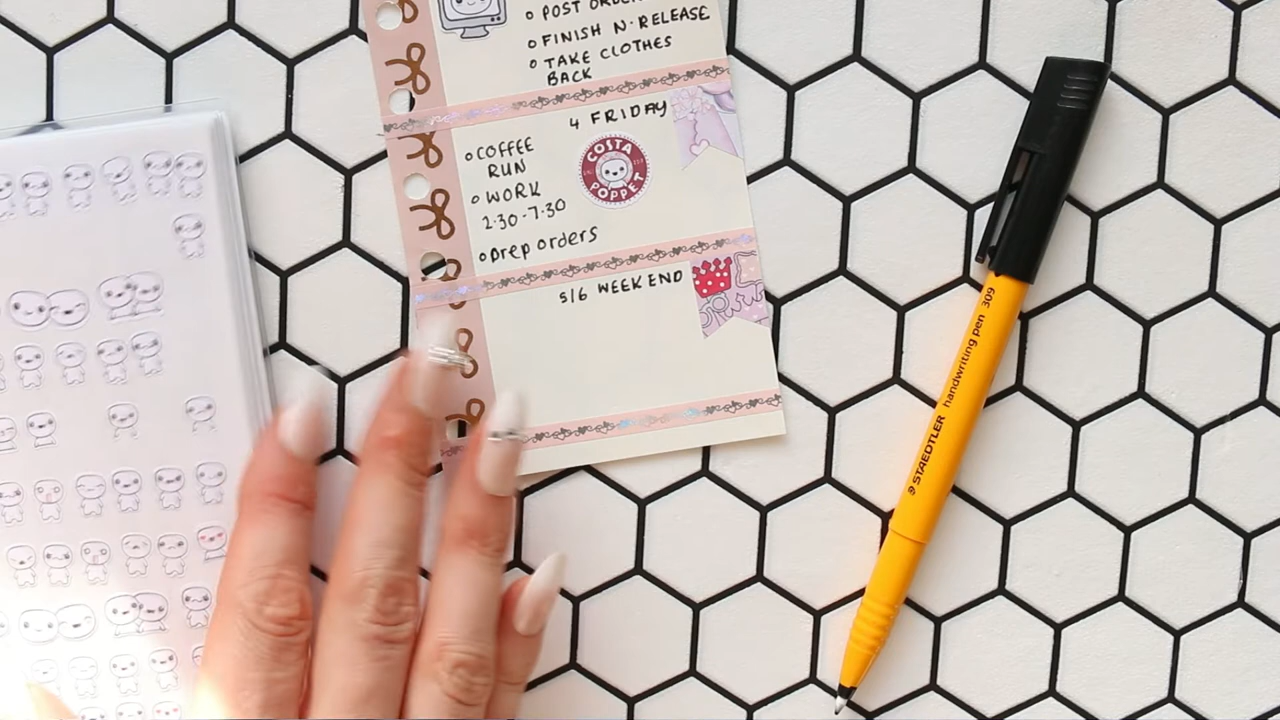 o POST ORDERS
o FINISH N·RELEASE
o TAKE CLOTHES
BACK
4 FRIDAY
o COFFEE
RUN
o WORK
2·30-7·30
o Prep orders
COSTA
POPPET
5/6 WEEKEND
STAEDTLER handwriting pen 309